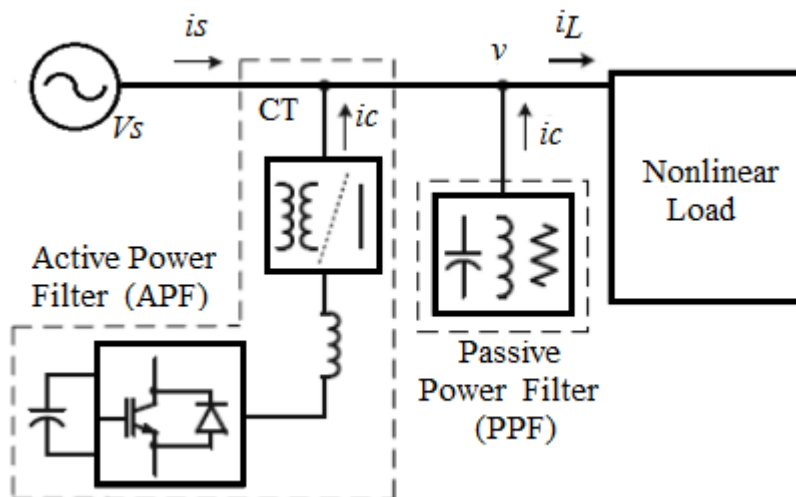 is
Vs
CT
ic
v
iL
ic
Nonlinear
Load
Active Power
Filter (APF)
Passive
Power Filter
(PPF)